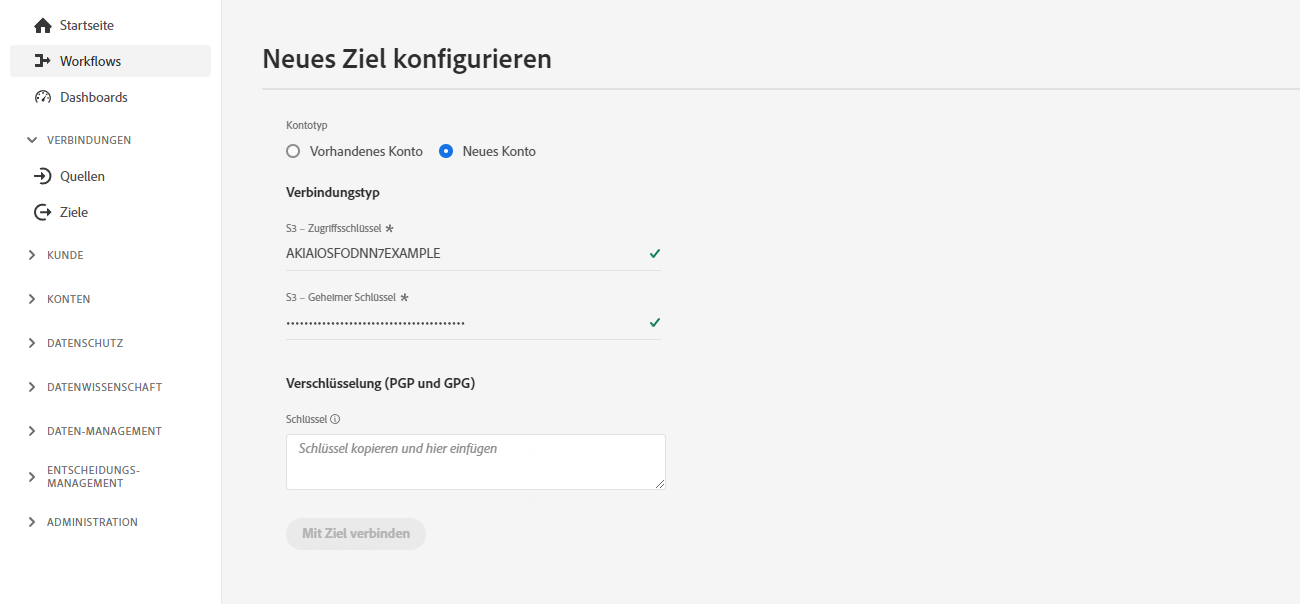 Startseite
Workflows
Dashboards
VERBINDUNGEN
Quellen
Ziele
KUNDE
KONTEN
DATENSCHUTZ
DATENWISSENSCHAFT
DATEN-MANAGEMENT
ENTSCHEIDUNGS-
MANAGEMENT
ADMINISTRATION
Neues Ziel konfigurieren
Kontotyp
Vorhandenes Konto Neues Konto
Verbindungstyp
S3 – Zugriffsschlüssel *
AKIAIOSFODNN7EXAMPLE
S3 – Geheimer Schlüssel *
••••••••••••••••••••••••••••••••••••••••
Verschlüsselung (PGP und GPG)
Schlüssel
Schlüssel kopieren und hier einfügen
Mit Ziel verbinden